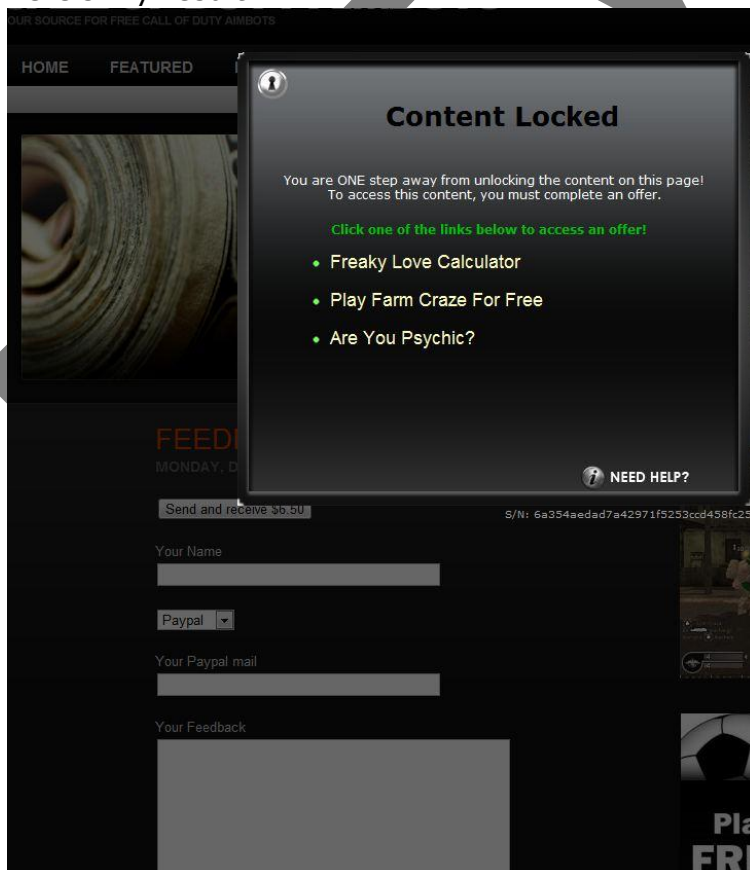 OUR SOURCE FOR FREE CALL OF DUTY AIMBOTS
HOME FEATURED
Content Locked
You are ONE step away from unlocking the content on this page!
To access this content, you must complete an offer.
Click one of the links below to access an offer!
Freaky Love Calculator
Play Farm Craze For Free
Are You Psychic?
NEED HELP?
FEED
MONDAY, D
Send and receive $6.50
S/N: 6a354aedad7a42971f5253ccd458fc25
Your Name
Paypal
Your Paypal mail
Your Feedback
Pla
FRE